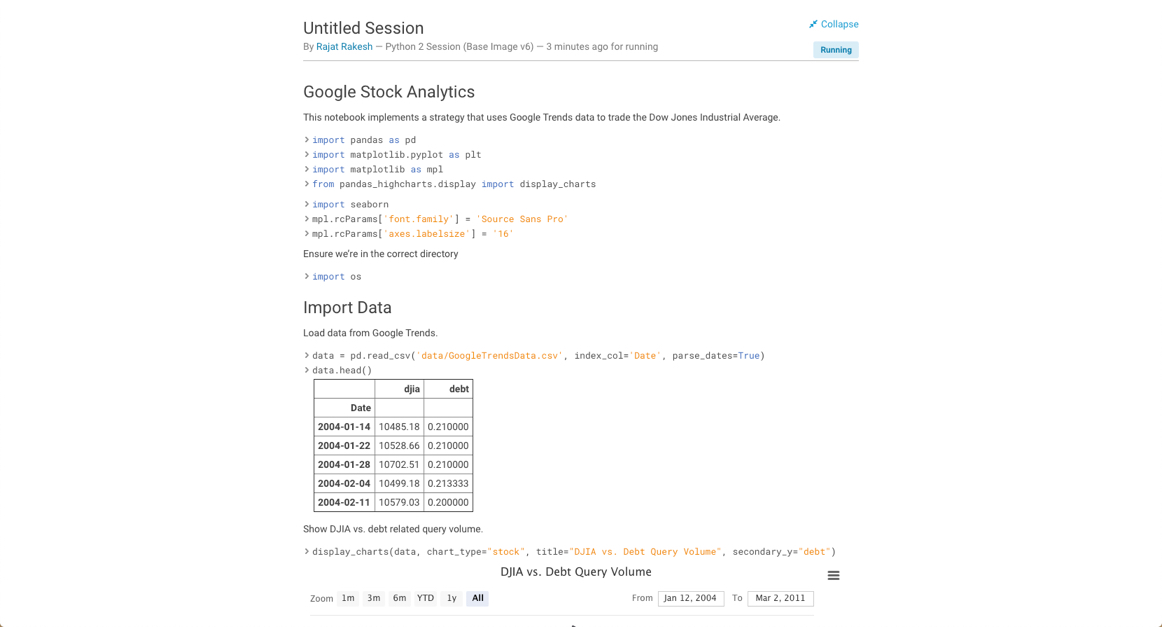 Untitled Session
Collapse
By Rajat Rakesh — Python 2 Session (Base Image v6) — 3 minutes ago for running
Running
Google Stock Analytics
This notebook implements a strategy that uses Google Trends data to trade the Dow Jones Industrial Average.
> import pandas as pd
> import matplotlib.pyplot as plt
> import matplotlib as mpl
> from pandas_highcharts.display import display_charts
> import seaborn
> mpl.rcParams['font.family'] = 'Source Sans Pro'
> mpl.rcParams['axes.labelsize'] = '16'
Ensure we're in the correct directory
> import os
Import Data
Load data from Google Trends.
> data = pd.read_csv('data/GoogleTrendsData.csv', index_col='Date', parse_dates=True)
> data.head()
djia debt
Date
2004-01-14 10485.18 0.210000
2004-01-22 10528.66 0.210000
2004-01-28 10702.51 0.210000
2004-02-04 10499.18 0.213333
2004-02-11 10579.03 0.200000
Show DJIA vs. debt related query volume.
> display_charts(data, chart_type="stock", title="DJIA vs. Debt Query Volume", secondary_y="debt")
DJIA vs. Debt Query Volume
Zoom 1m 3m 6m YTD 1y All From Jan 12, 2004 To Mar 2, 2011